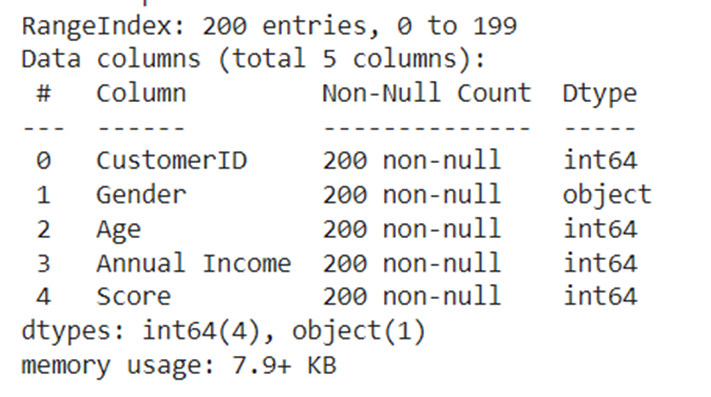 RangeIndex: 200 entries, 0 to 199
Data columns (total 5 columns):
 #   Column         Non-Null Count  Dtype
---  ------         --------------  -----
 0   CustomerID     200 non-null    int64
 1   Gender         200 non-null    object
 2   Age            200 non-null    int64
 3   Annual Income  200 non-null    int64
 4   Score          200 non-null    int64
dtypes: int64(4), object(1)
memory usage: 7.9+ KB